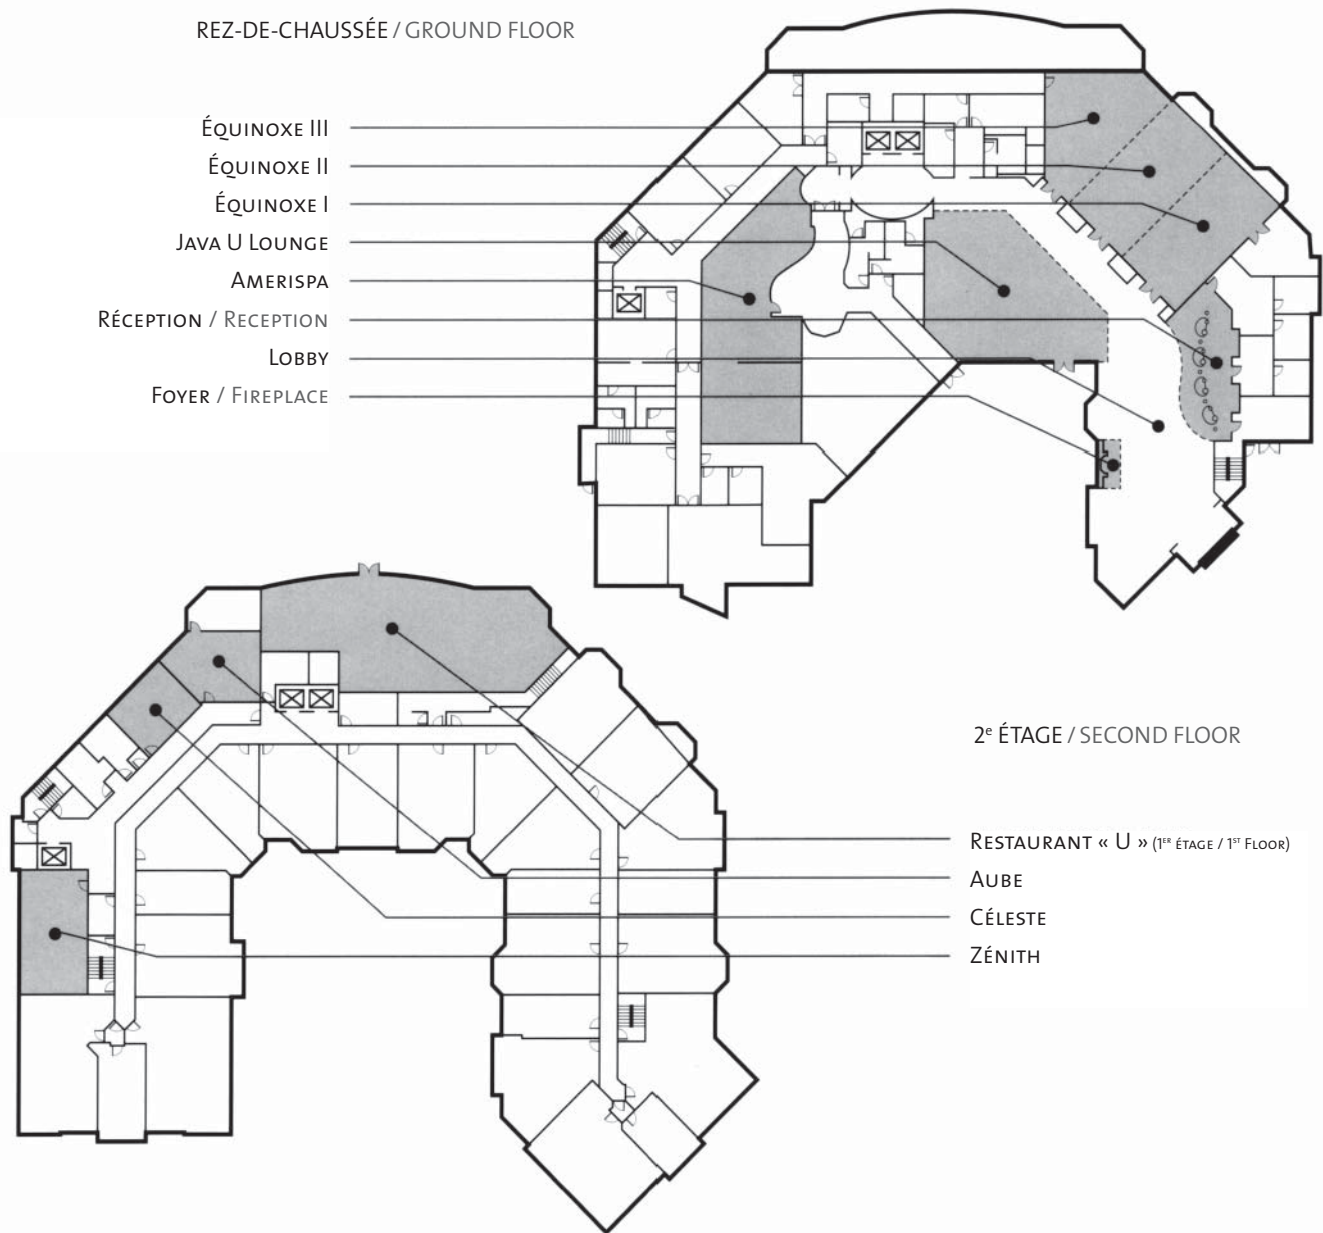 REZ-DE-CHAUSSÉE / GROUND FLOOR
ÉQUINOXE III
ÉQUINOXE II
ÉQUINOXE I
JAVA U LOUNGE
AMERISPA
RÉCEPTION / RECEPTION
LOBBY
FOYER / FIREPLACE
2e ÉTAGE / SECOND FLOOR
RESTAURANT « U » (1ER ÉTAGE / 1ST FLOOR)
AUBE
CÉLESTE
ZÉNITH